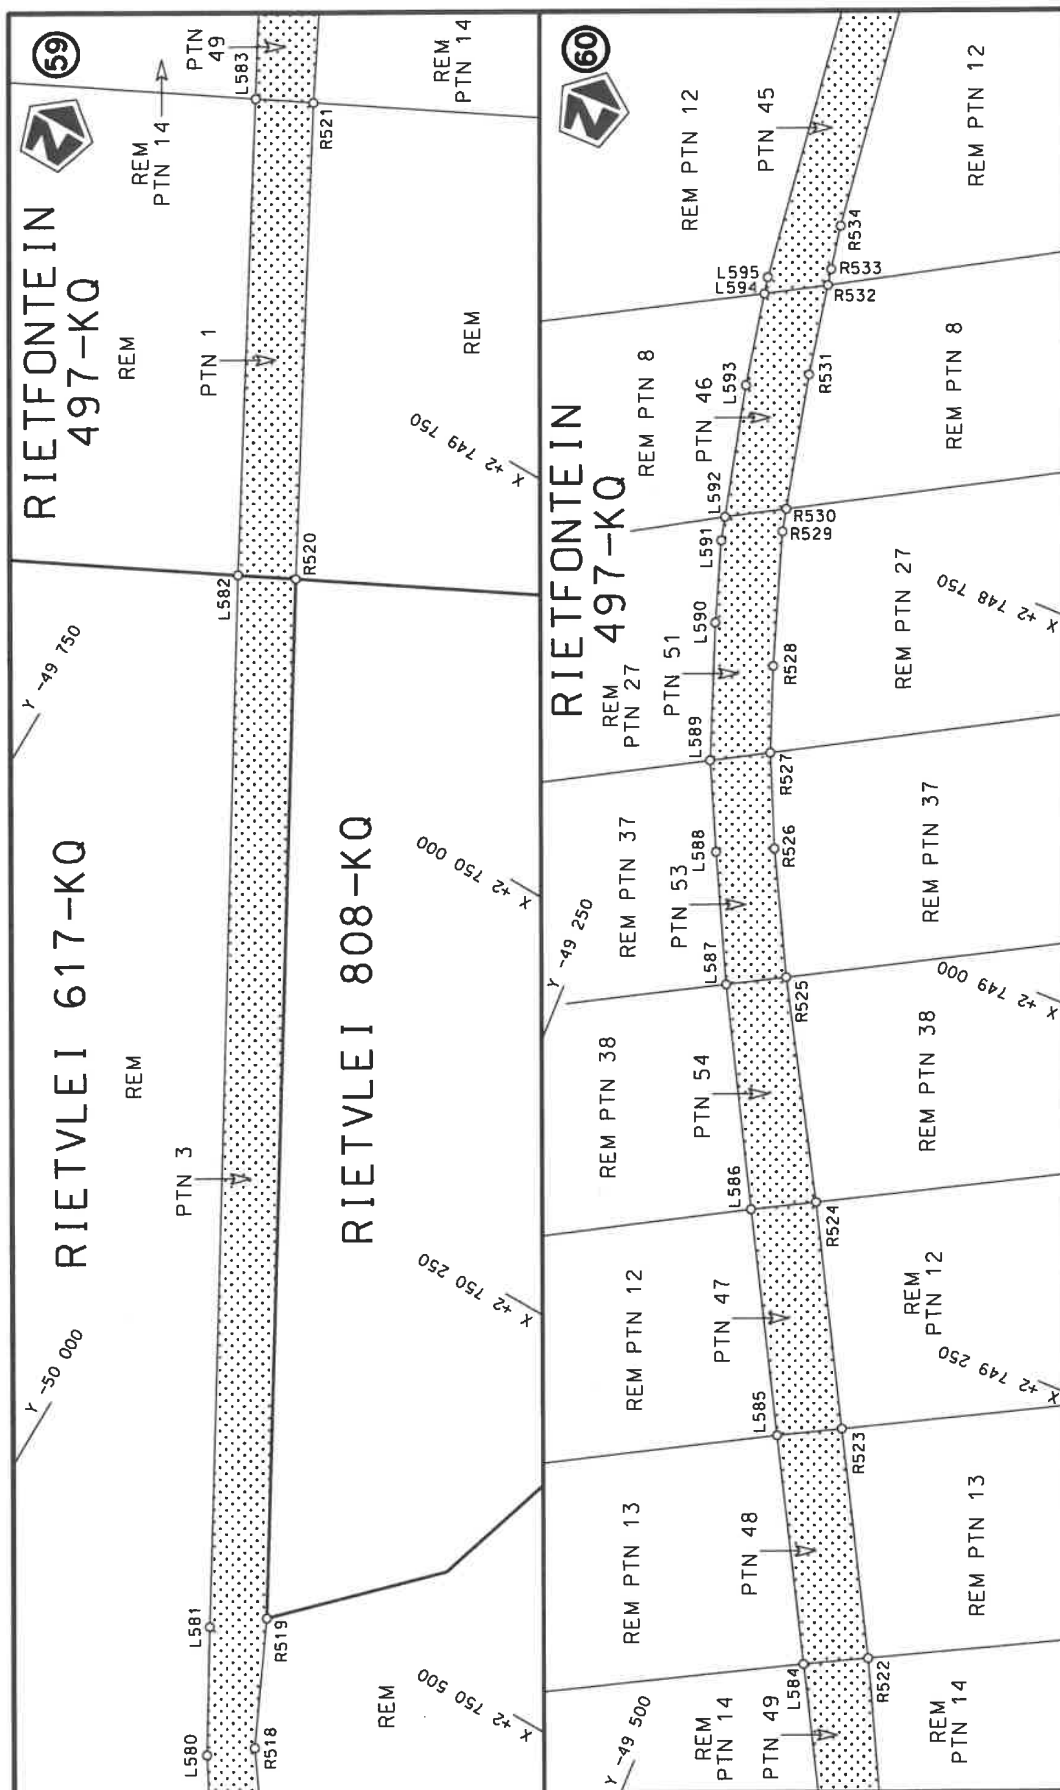 59
N
RIETFONTEIN
497-KQ
PTN
49
L583
REM
PTN 14
REM
PTN 14
R521
REM
PTN 1
REM
X +2 749 750
L582
R520
Y -49 750
RIETVLEI 617-KQ
REM
PTN 3
RIETVLEI 808-KQ
X +2 750 000
X +2 750 250
Y -50 000
L581
R519
L580
R518
REM
X +2 750 500
60
N
RIETFONTEIN
497-KQ
REM PTN 12
PTN 45
REM PTN 12
R534
L595
L594
R533
R532
REM PTN 8
L593
PTN 46
R531
REM PTN 8
L592
L591
R530
R529
L590
REM
PTN 27
PTN 51
R528
REM PTN 27
X +2 748 750
L589
R527
REM PTN 37
L588
PTN 53
R526
REM PTN 37
L587
R525
Y -49 250
X +2 749 000
REM PTN 38
PTN 54
REM PTN 38
L586
R524
REM PTN 12
PTN 47
REM
PTN 12
X +2 749 250
L585
R523
REM PTN 13
PTN 48
REM PTN 13
L584
R522
Y -49 500
REM
PTN 14
PTN 49
REM
PTN 14